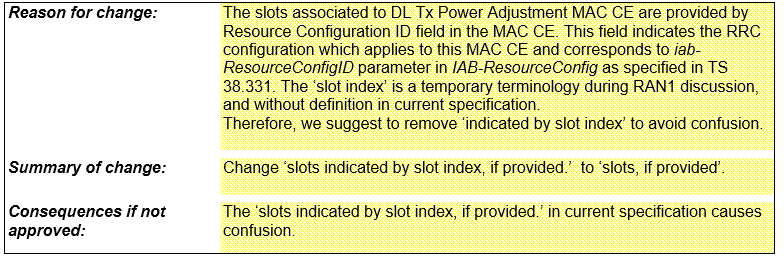 Reason for change: The slots associated to DL Tx Power Adjustment MAC CE are provided by
Resource Configuration ID field in the MAC CE. This field indicates the RRC
configuration which applies to this MAC CE and corresponds to iab-
ResourceConfigID parameter in IAB-ResourceConfig as specified in TS
38.331. The ‘slot index’ is a temporary terminology during RAN1 discussion,
and without definition in current specification.
Therefore, we suggest to remove ‘indicated by slot index’ to avoid confusion.
Summary of change: Change ‘slots indicated by slot index, if provided.’ to ‘slots, if provided’.
Consequences if not The ‘slots indicated by slot index, if provided.’ in current specification causes
approved: confusion.